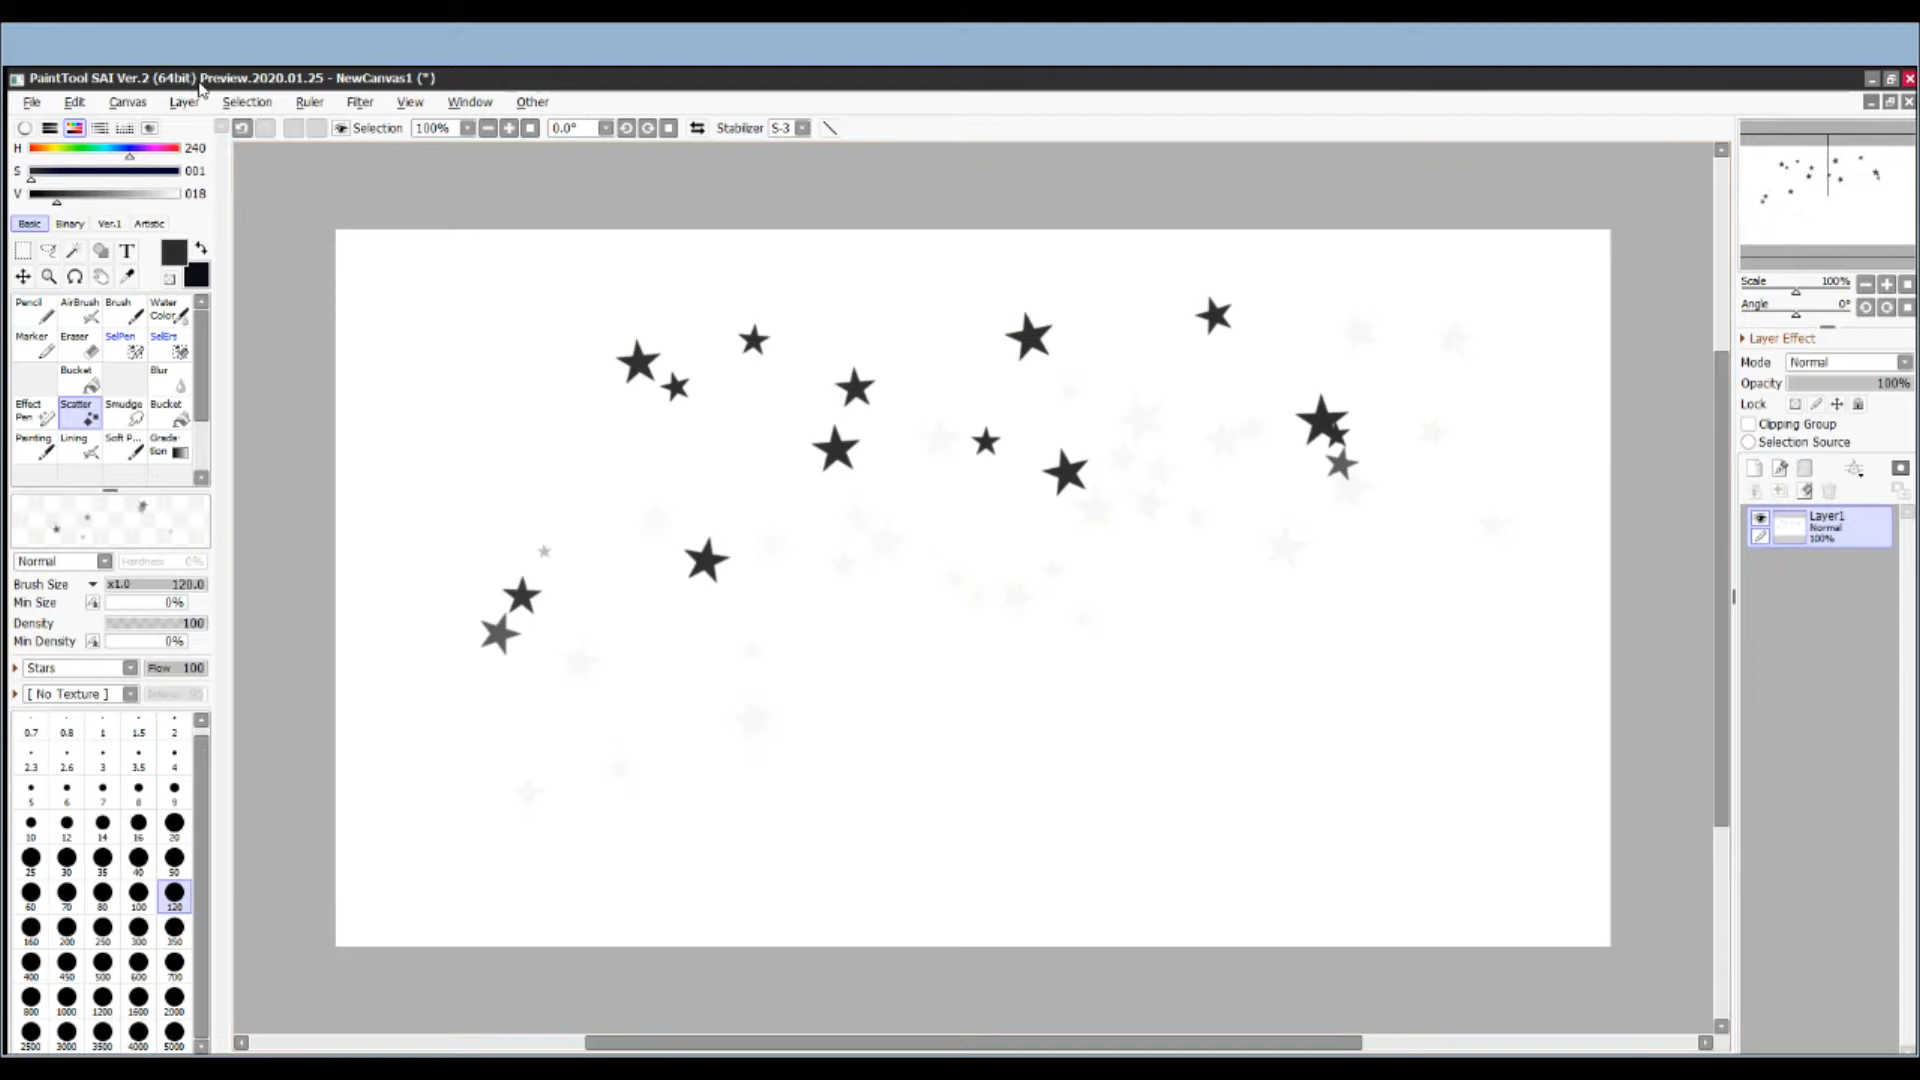 PaintTool SAI Ver.2 (64bit) Preview.2020.01.25 - NewCanvas1 (*)
File Edit Canvas Layer Selection Ruler Filter View Window Other
Selection 100% 0.0° Stabilizer S-3
H 240
S 001
V 018
Basic Binary Ver.1 Artistic
T
Pencil AirBrush Brush Water Color
Marker Eraser SelPen SelErs
Bucket Blur
Effect Pen Scatter Smudge Bucket
Painting Lining Soft P... Grada-tion
Normal Hardness 0%
Brush Size x1.0 120.0
Min Size 0%
Density 100
Min Density 0%
Stars Flow 100
[ No Texture ]
0.7 0.8 1 1.5 2
2.3 2.6 3 3.5 4
5 6 7 8 9
10 12 14 16 20
25 30 35 40 50
60 70 80 100 120
160 200 250 300 350
400 450 500 600 700
800 1000 1200 1600 2000
2500 3000 3500 4000 5000
Scale 100%
Angle 0°
Layer Effect
Mode Normal
Opacity 100%
Lock
Clipping Group
Selection Source
Layer1
Normal
100%